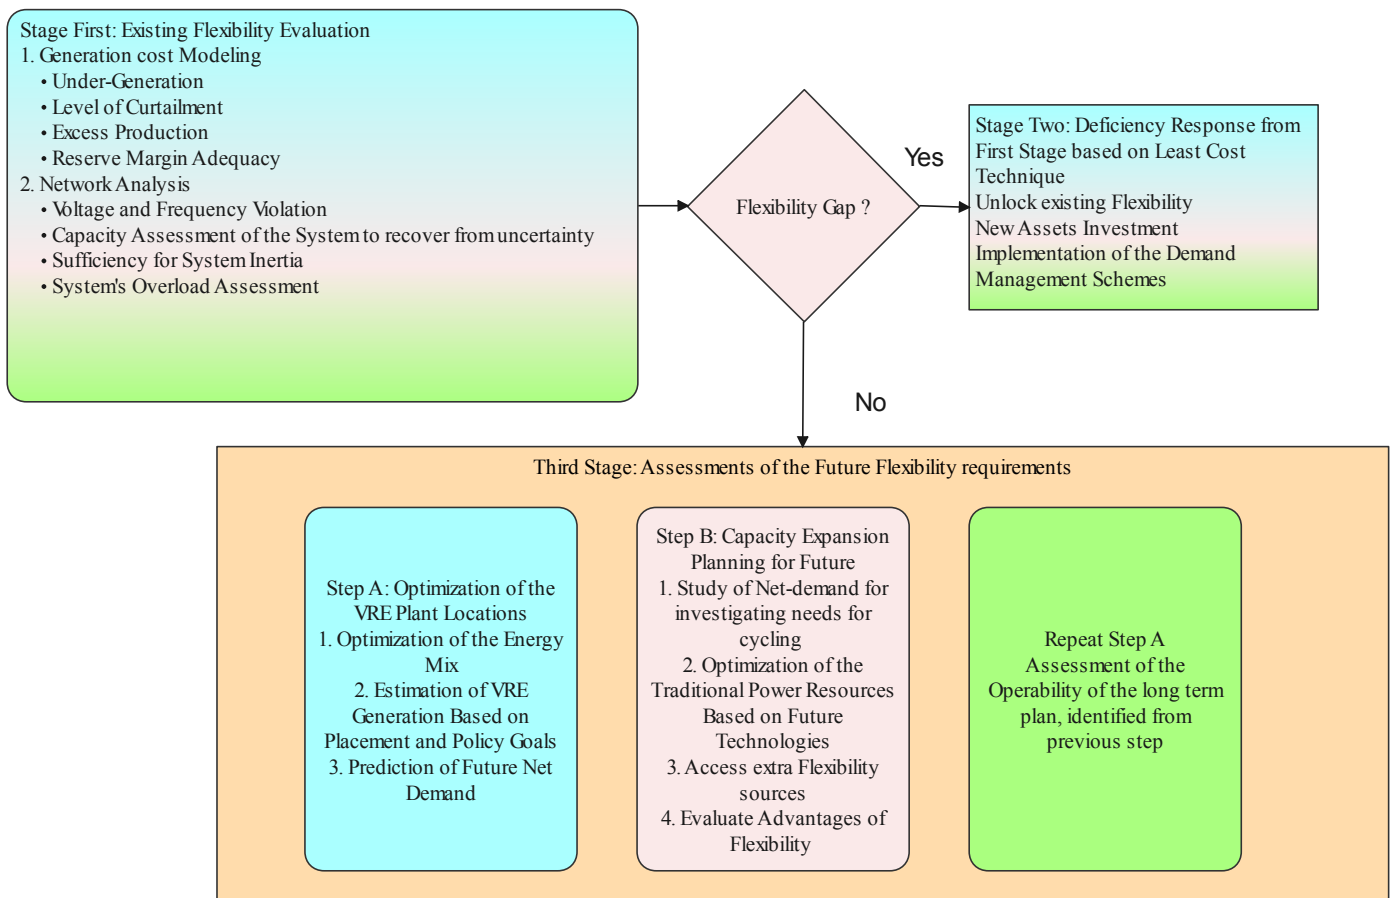 Stage First: Existing Flexibility Evaluation
1. Generation cost Modeling
• Under-Generation
• Level of Curtailment
• Excess Production
• Reserve Margin Adequacy
2. Network Analysis
• Voltage and Frequency Violation
• Capacity Assessment of the System to recover from uncertainty
• Sufficiency for System Inertia
• System's Overload Assessment
Flexibility Gap ?
Yes
Stage Two: Deficiency Response from
First Stage based on Least Cost
Technique
Unlock existing Flexibility
New Assets Investment
Implementation of the Demand
Management Schemes
No
Third Stage: Assessments of the Future Flexibility requirements
Step A: Optimization of the
VRE Plant Locations
1. Optimization of the Energy
Mix
2. Estimation of VRE
Generation Based on
Placement and Policy Goals
3. Prediction of Future Net
Demand
Step B: Capacity Expansion
Planning for Future
1. Study of Net-demand for
investigating needs for
cycling
2. Optimization of the
Traditional Power Resources
Based on Future
Technologies
3. Access extra Flexibility
sources
4. Evaluate Advantages of
Flexibility
Repeat Step A
Assessment of the
Operability of the long term
plan, identified from
previous step